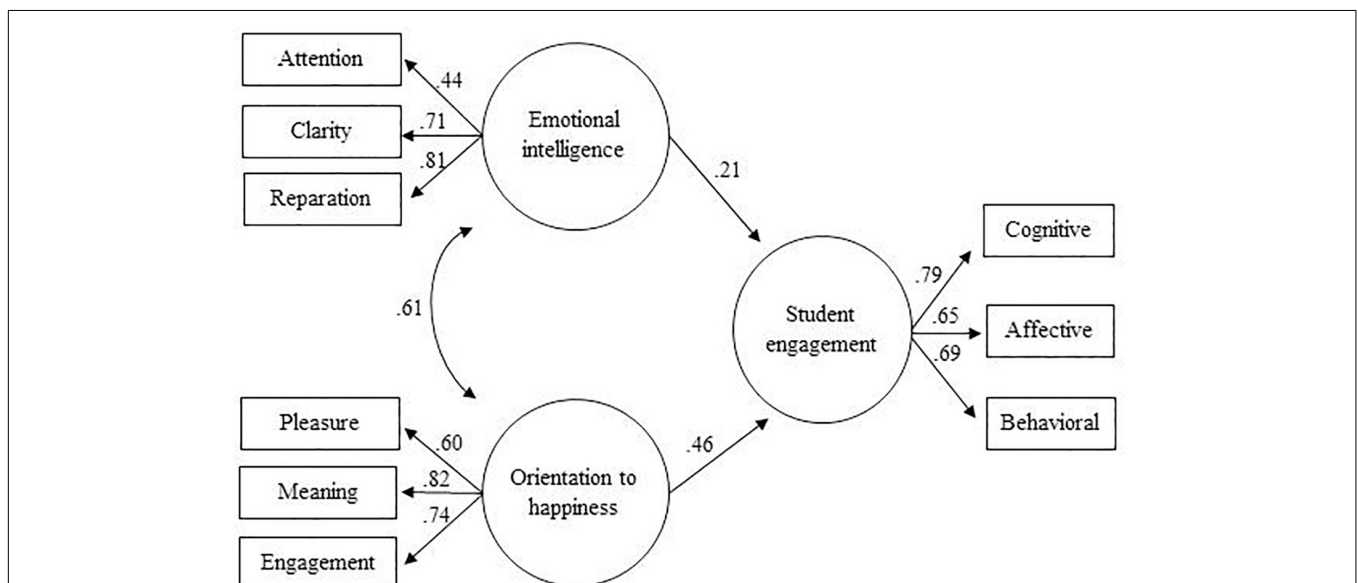 Attention
.44
Clarity
.71
Reparation
.81
Emotional
intelligence
.21
.61
Pleasure
.60
Meaning
.82
Engagement
.74
Orientation to
happiness
.46
Student
engagement
.79
Cognitive
.65
Affective
.69
Behavioral